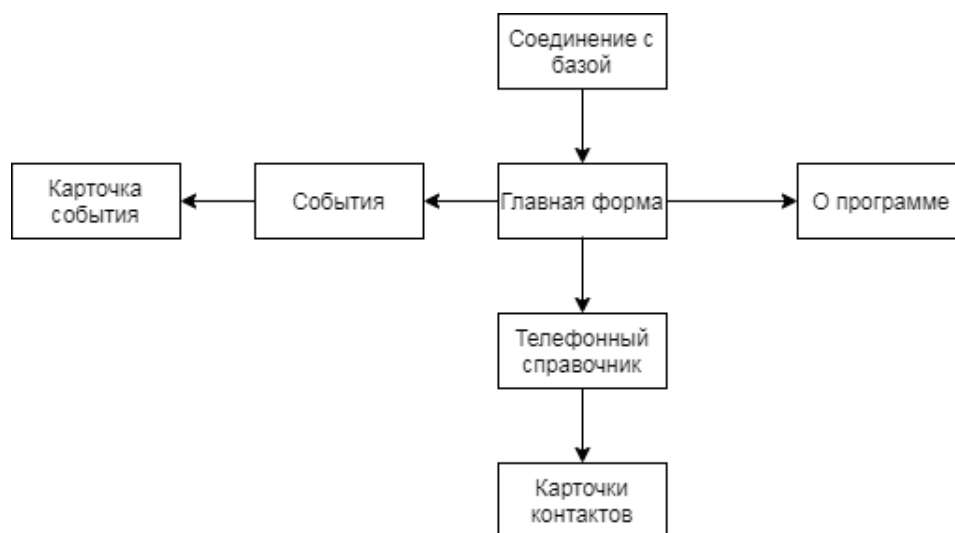 Соединение с
базой
Карточка
события
События
Главная форма
О программе
Телефонный
справочник
Карточки
контактов